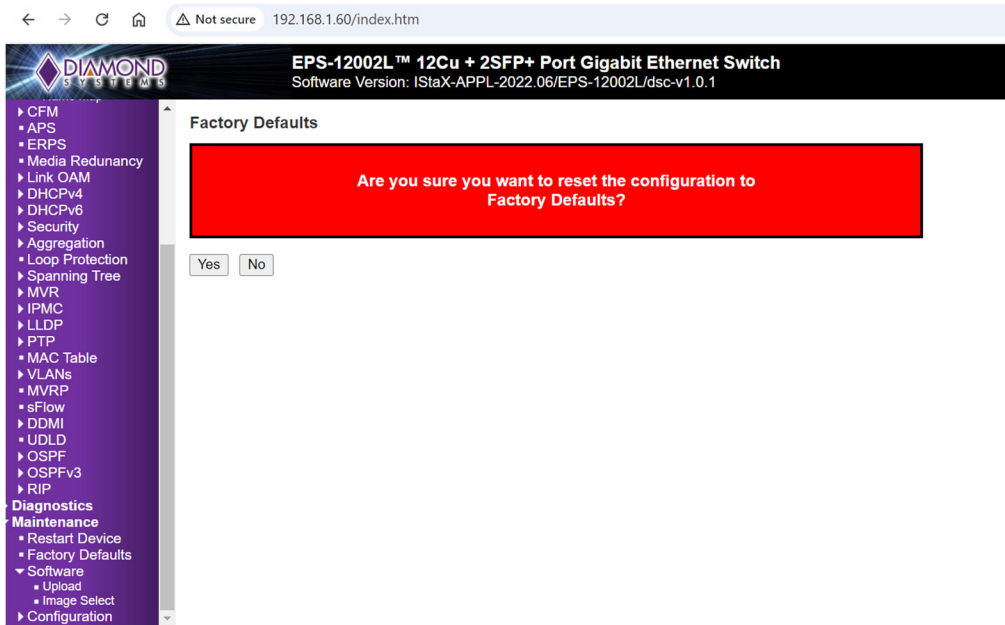 Not secure 192.168.1.60/index.htm
DIAMOND
SYSTEMS
EPS-12002L™ 12Cu + 2SFP+ Port Gigabit Ethernet Switch
Software Version: IStaX-APPL-2022.06/EPS-12002L/dsc-v1.0.1
CFM
APS
ERPS
Media Redunancy
Link OAM
DHCPv4
DHCPv6
Security
Aggregation
Loop Protection
Spanning Tree
MVR
IPMC
LLDP
PTP
MAC Table
VLANs
MVRP
sFlow
DDMI
UDLD
OSPF
OSPFv3
RIP
Diagnostics
Maintenance
Restart Device
Factory Defaults
Software
Upload
Image Select
Configuration
Factory Defaults
Are you sure you want to reset the configuration to
Factory Defaults?
Yes No